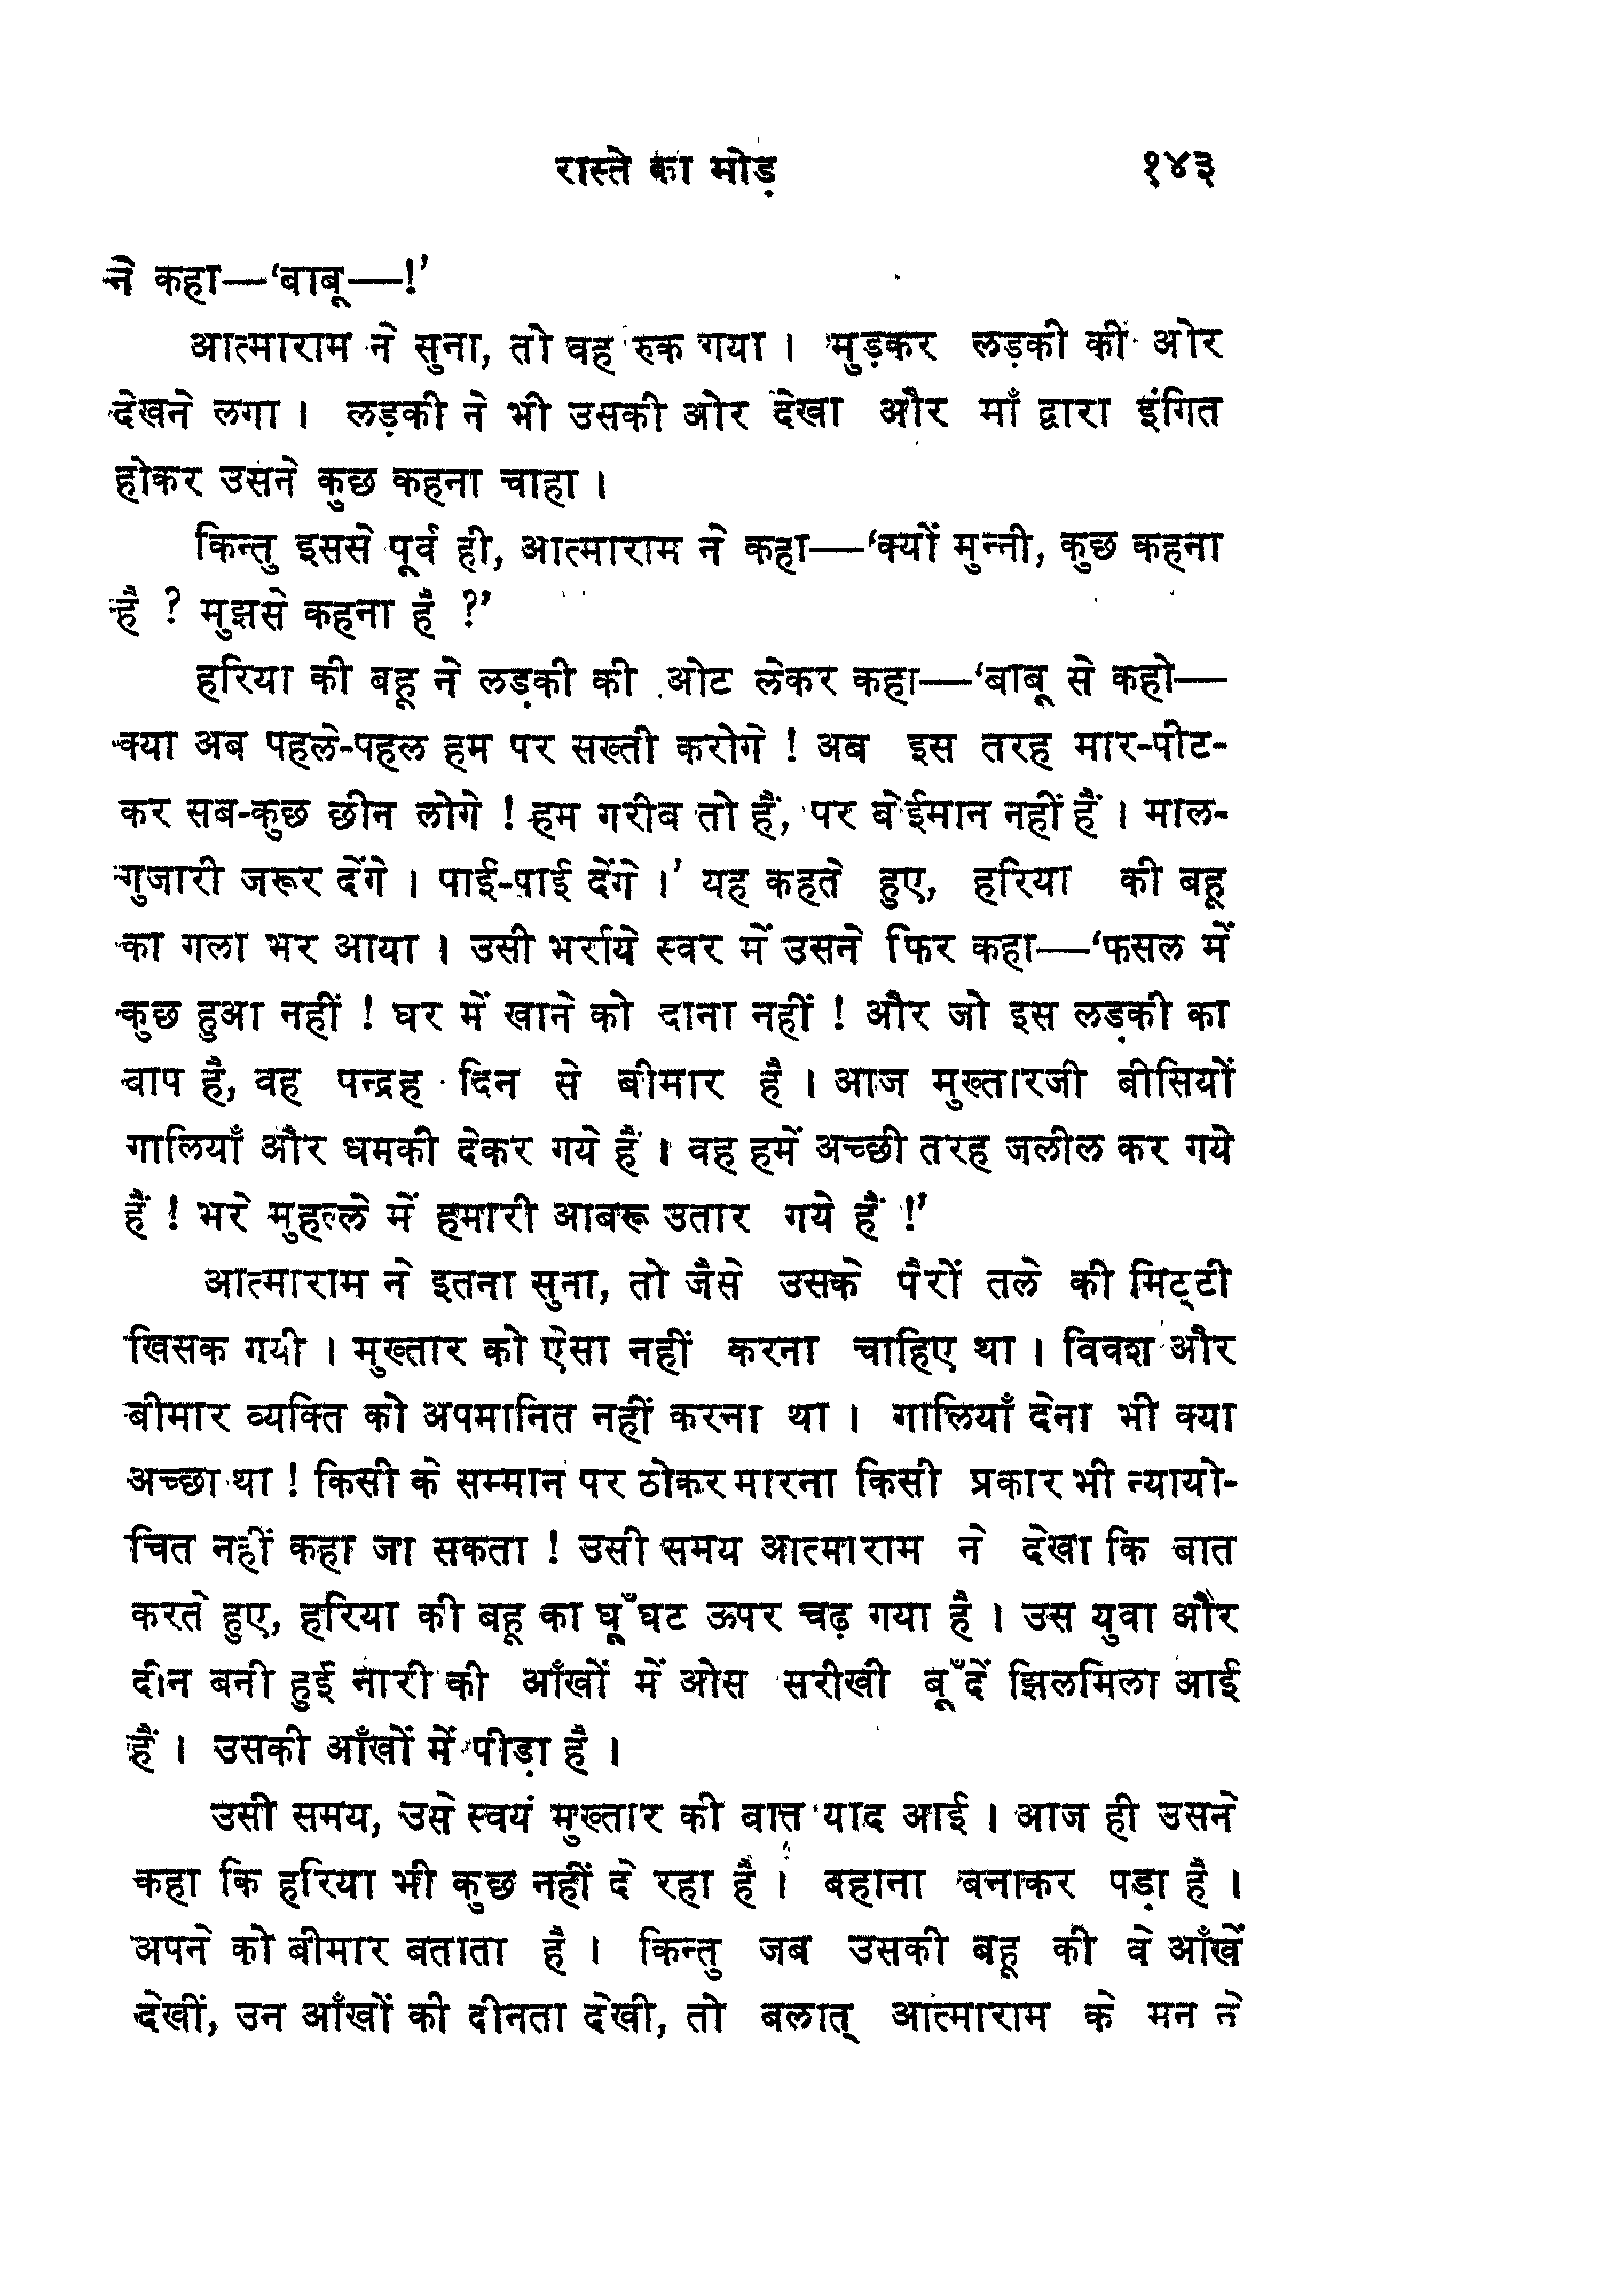 रास्ते का मोड़ १४३
ने कहा—‘बाबू—!’
आत्माराम ने सुना, तो वह रुक गया । मुड़कर लड़की की ओर
देखने लगा । लड़की ने भी उसकी ओर देखा और माँ द्वारा इंगित
होकर उसने कुछ कहना चाहा ।
किन्तु इससे पूर्व ही, आत्माराम ने कहा—‘क्यों मुन्नी, कुछ कहना
है ? मुझसे कहना है ?’
हरिया की बहू ने लड़की की ओट लेकर कहा—‘बाबू से कहो—
क्या अब पहले-पहल हम पर सख्ती करोगे ! अब इस तरह मार-पीट-
कर सब-कुछ छीन लोगे ! हम गरीब तो हैं, पर बेईमान नहीं हैं । माल-
गुजारी जरूर देंगे । पाई-पाई देंगे ।’ यह कहते हुए, हरिया की बहू
का गला भर आया । उसी भर्राये स्वर में उसने फिर कहा—‘फसल में
कुछ हुआ नहीं ! घर में खाने को दाना नहीं ! और जो इस लड़की का
बाप है, वह पन्द्रह दिन से बीमार है । आज मुख्तारजी बीसियों
गालियाँ और धमकी देकर गये हैं । वह हमें अच्छी तरह जलील कर गये
हैं ! भरे मुहल्ले में हमारी आबरू उतार गये हैं !’
आत्माराम ने इतना सुना, तो जैसे उसके पैरों तले की मिट्टी
खिसक गयी । मुख्तार को ऐसा नहीं करना चाहिए था । विवश और
बीमार व्यक्ति को अपमानित नहीं करना था । गालियाँ देना भी क्या
अच्छा था ! किसी के सम्मान पर ठोकर मारना किसी प्रकार भी न्यायो-
चित नहीं कहा जा सकता ! उसी समय आत्माराम ने देखा कि बात
करते हुए, हरिया की बहू का घूँघट ऊपर चढ़ गया है । उस युवा और
दीन बनी हुई नारी की आँखों में ओस सरीखी बूँदें झिलमिला आई
हैं । उसकी आँखों में पीड़ा है ।
उसी समय, उसे स्वयं मुख्तार की बात याद आई । आज ही उसने
कहा कि हरिया भी कुछ नहीं दे रहा है । बहाना बनाकर पड़ा है ।
अपने को बीमार बताता है । किन्तु जब उसकी बहू की वे आँखें
देखीं, उन आँखों की दीनता देखी, तो बलात् आत्माराम के मन ने